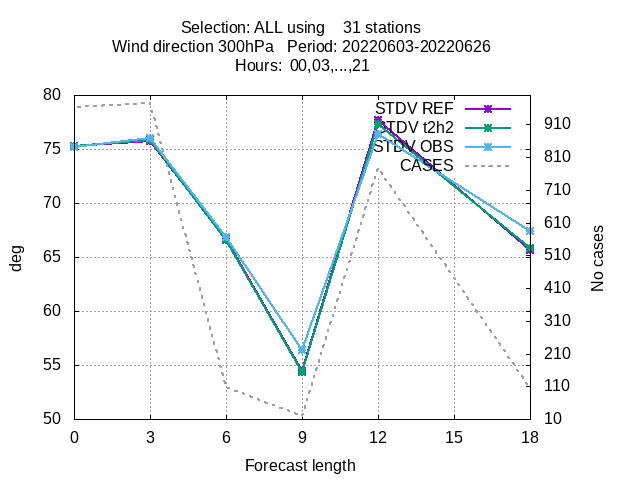 Selection: ALL using    31 stations
Wind direction 300hPa   Period: 20220603-20220626
Hours:  00,03,...,21
STDV REF
STDV t2h2
STDV OBS
CASES
80
75
70
65
60
55
50
deg
910
810
710
610
510
410
310
210
110
10
No cases
0 3 6 9 12 15 18
Forecast length